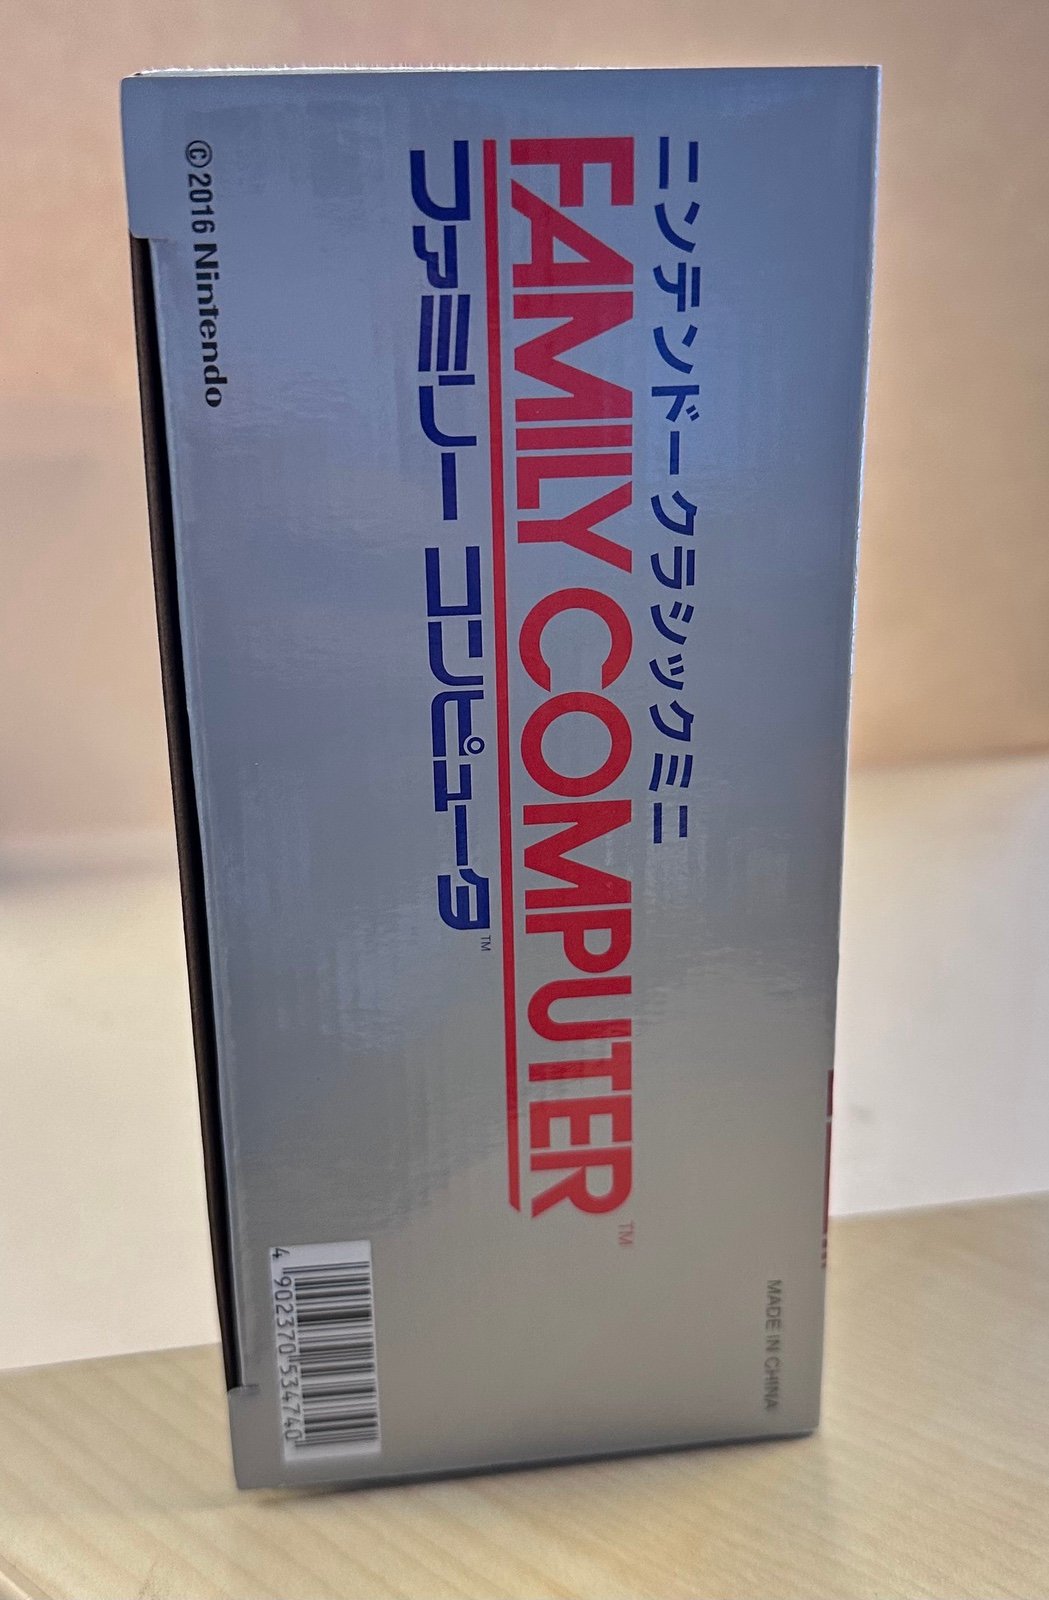 ニンテンドークラシックミニ
FAMILY COMPUTER™
ファミリー コンピュータ™
©2016 Nintendo
MADE IN CHINA
4 902370 534740